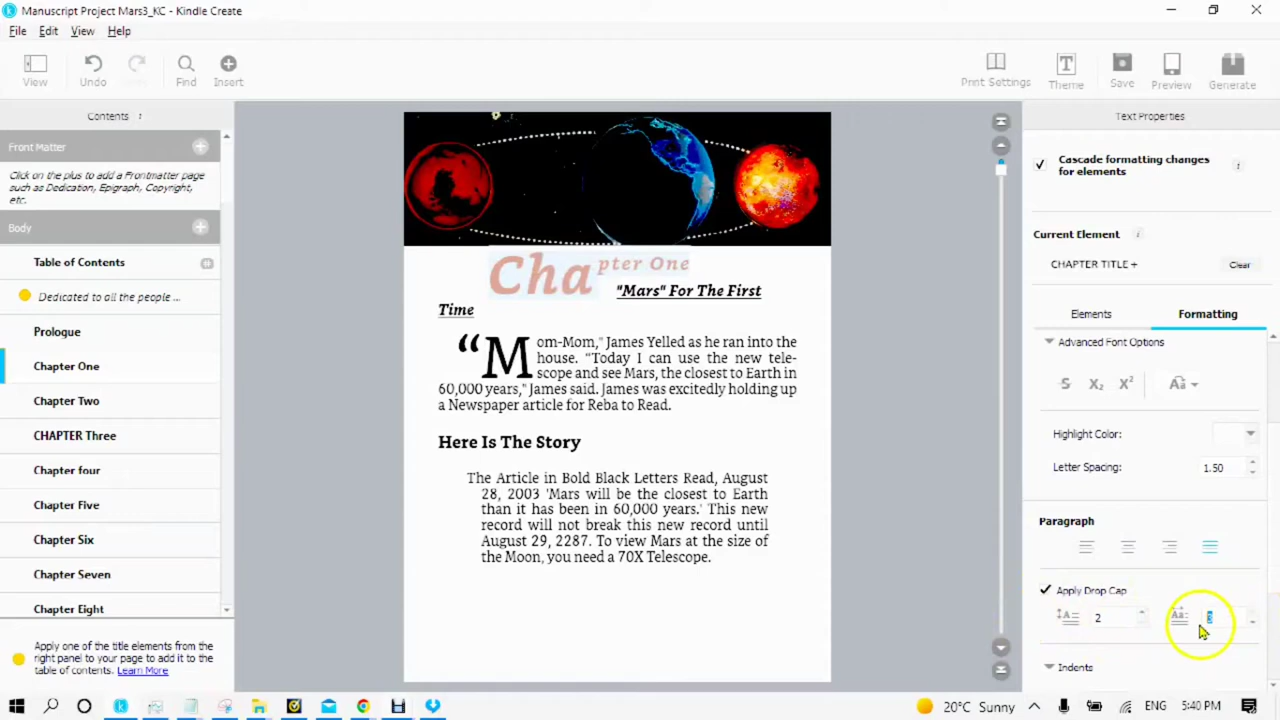 Manuscript Project Mars3_KC - Kindle Create
File Edit View Help
View Undo Find Insert Print Settings Theme Save Preview Generate
Contents
Front Matter
Click on the plus to add a Frontmatter page
such as Dedication, Epigraph, Copyright,
etc.
Body
Table of Contents
Dedicated to all the people ...
Prologue
Chapter One
Chapter Two
CHAPTER Three
Chapter four
Chapter Five
Chapter Six
Chapter Seven
Chapter Eight
Apply one of the title elements from the
right panel to your page to add it to the
table of contents. Learn More
Chapter One
"Mars" For The First
Time
“Mom-Mom," James Yelled as he ran into the
house. "Today I can use the new tele-
scope and see Mars, the closest to Earth in
60,000 years," James said. James was excitedly holding up
a Newspaper article for Reba to Read.
Here Is The Story
The Article in Bold Black Letters Read, August
28, 2003 'Mars will be the closest to Earth
than it has been in 60,000 years.' This new
record will not break this new record until
August 29, 2287. To view Mars at the size of
the Moon, you need a 70X Telescope.
Text Properties
Cascade formatting changes
for elements
Current Element
CHAPTER TITLE + Clear
Elements Formatting
Advanced Font Options
S X₂ X² Aa
Highlight Color:
Letter Spacing: 1.50
Paragraph
Apply Drop Cap
2 3
Indents
20°C Sunny ENG 5:40 PM